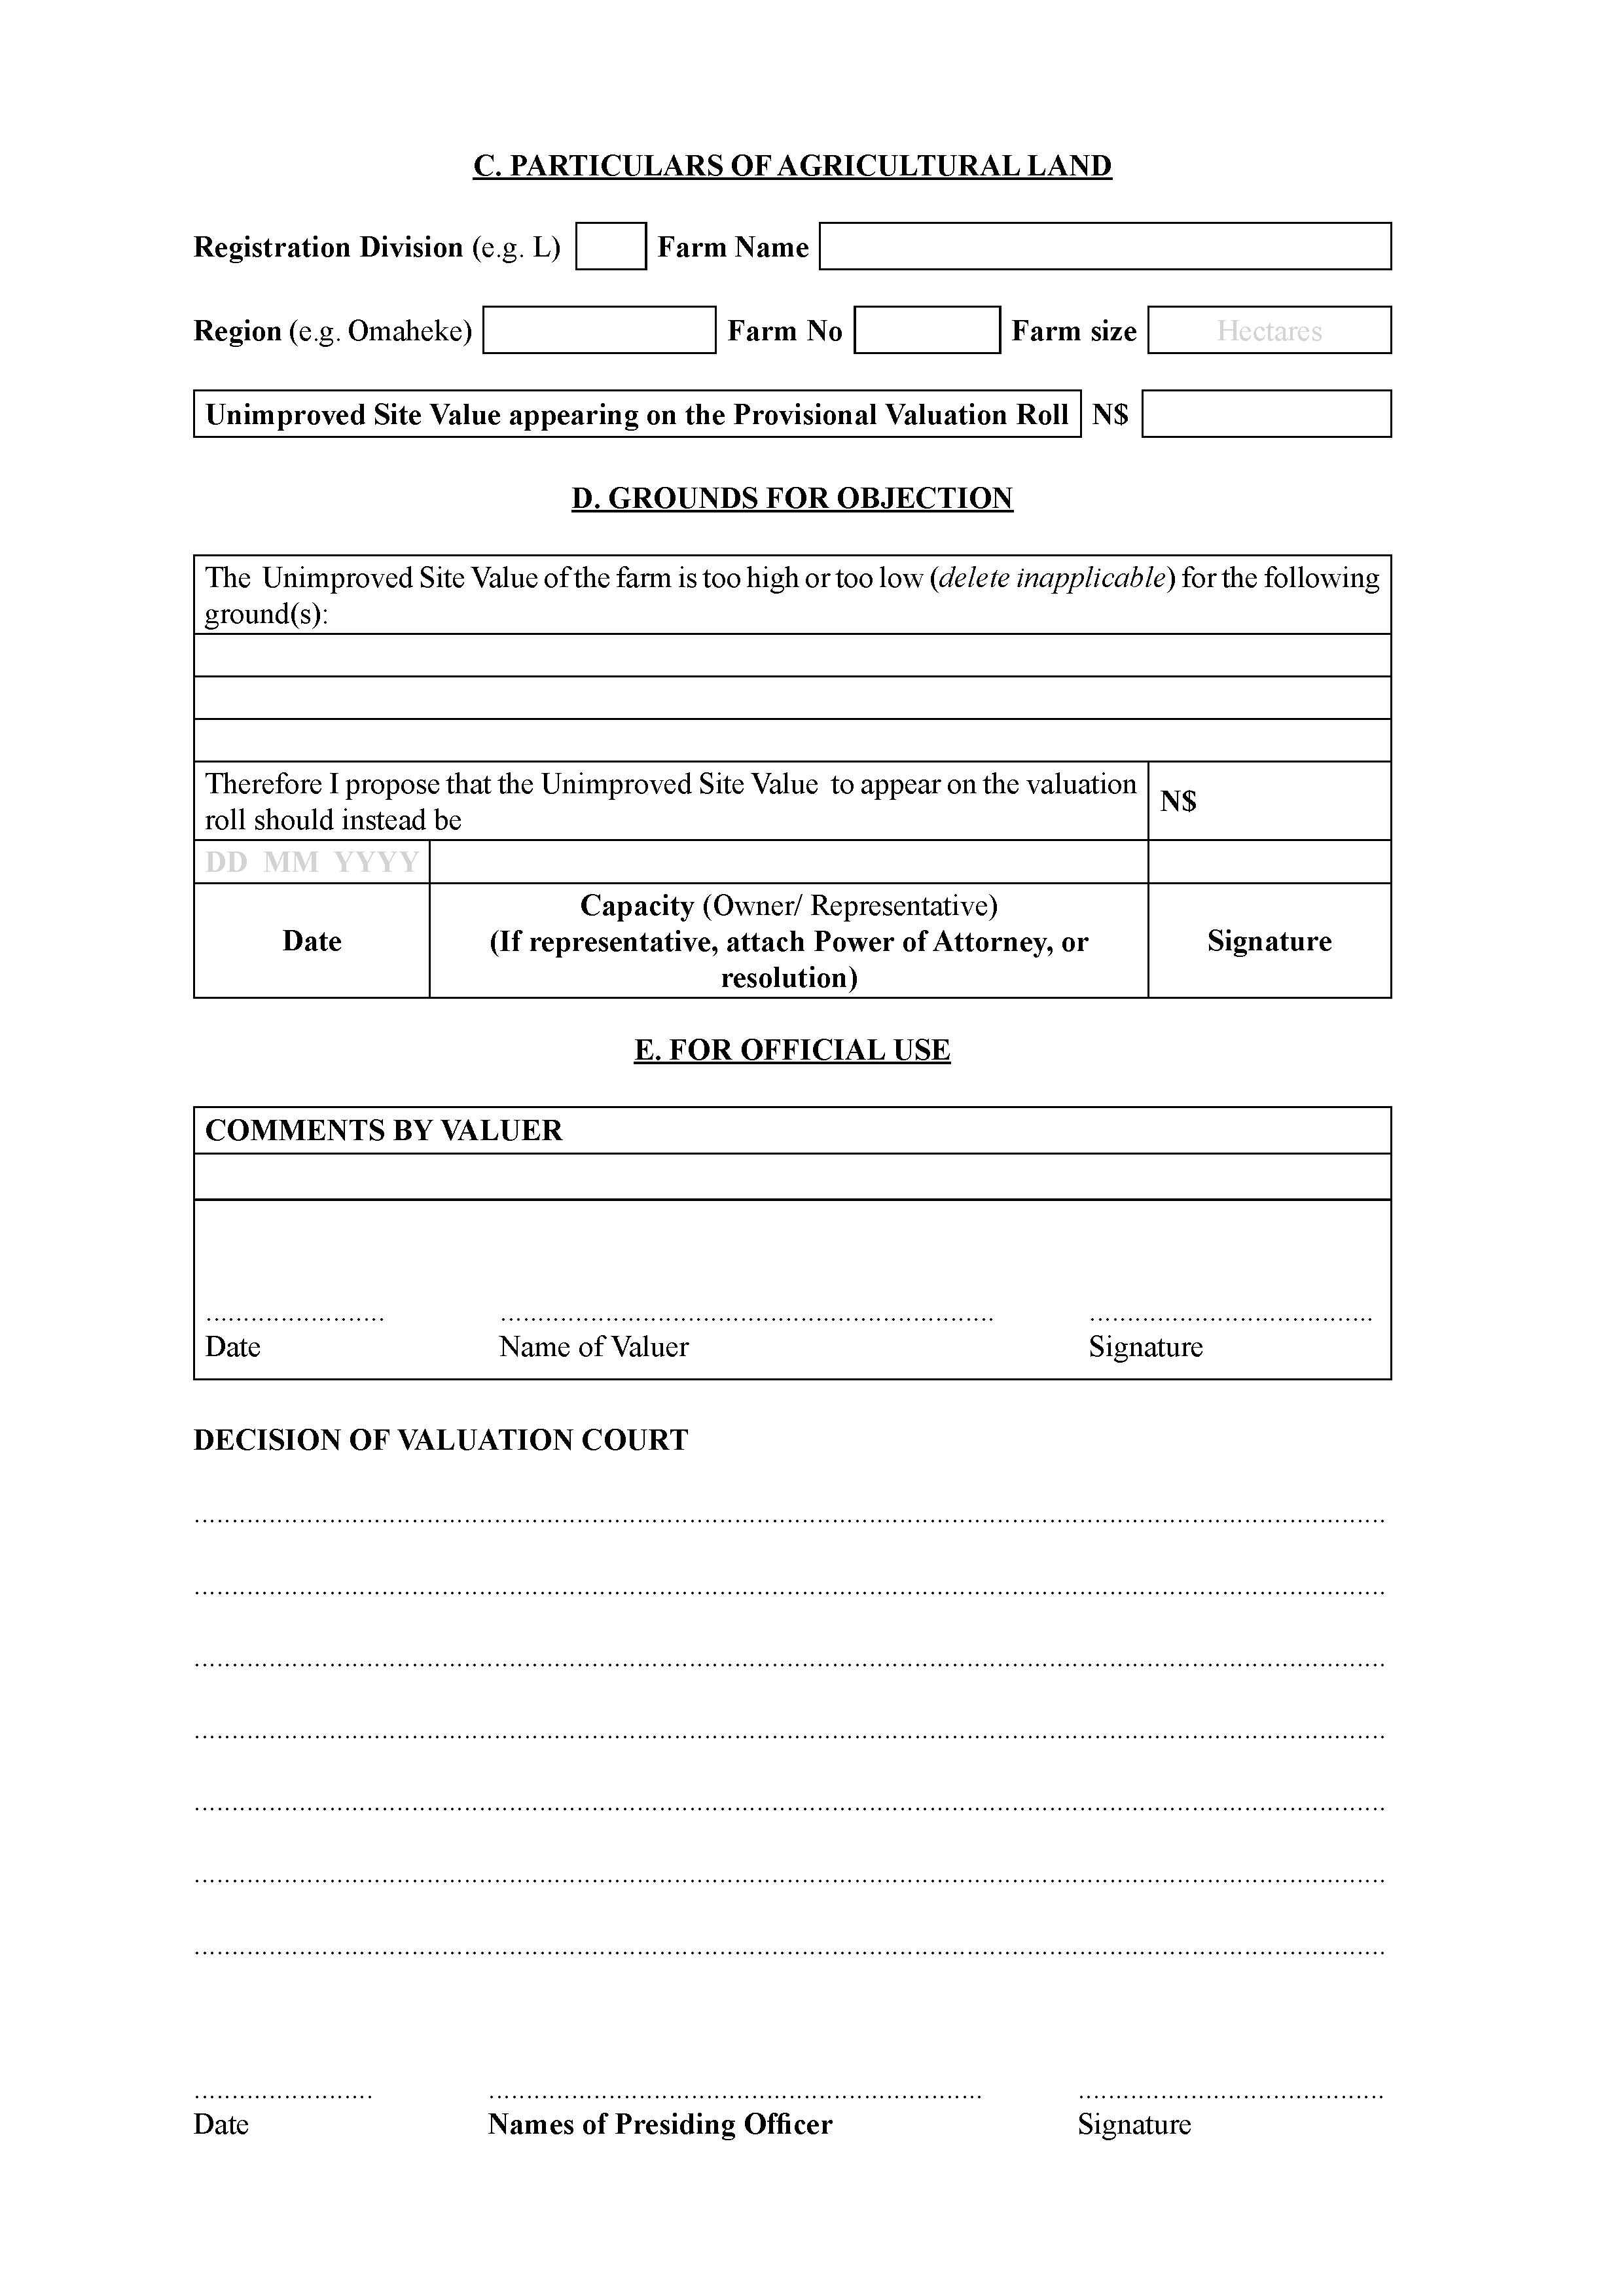 C. PARTICULARS OF AGRICULTURAL LAND
Registration Division (e.g. L) Farm Name
Region (e.g. Omaheke) Farm No Farm size Hectares
Unimproved Site Value appearing on the Provisional Valuation Roll N$
D. GROUNDS FOR OBJECTION
The Unimproved Site Value of the farm is too high or too low (delete inapplicable) for the following
ground(s):
Therefore I propose that the Unimproved Site Value to appear on the valuation
roll should instead be
N$
DD MM YYYY
Date
Capacity (Owner/ Representative)
(If representative, attach Power of Attorney, or
resolution)
Signature
E. FOR OFFICIAL USE
COMMENTS BY VALUER
Date Name of Valuer Signature
DECISION OF VALUATION COURT
Date Names of Presiding Officer Signature